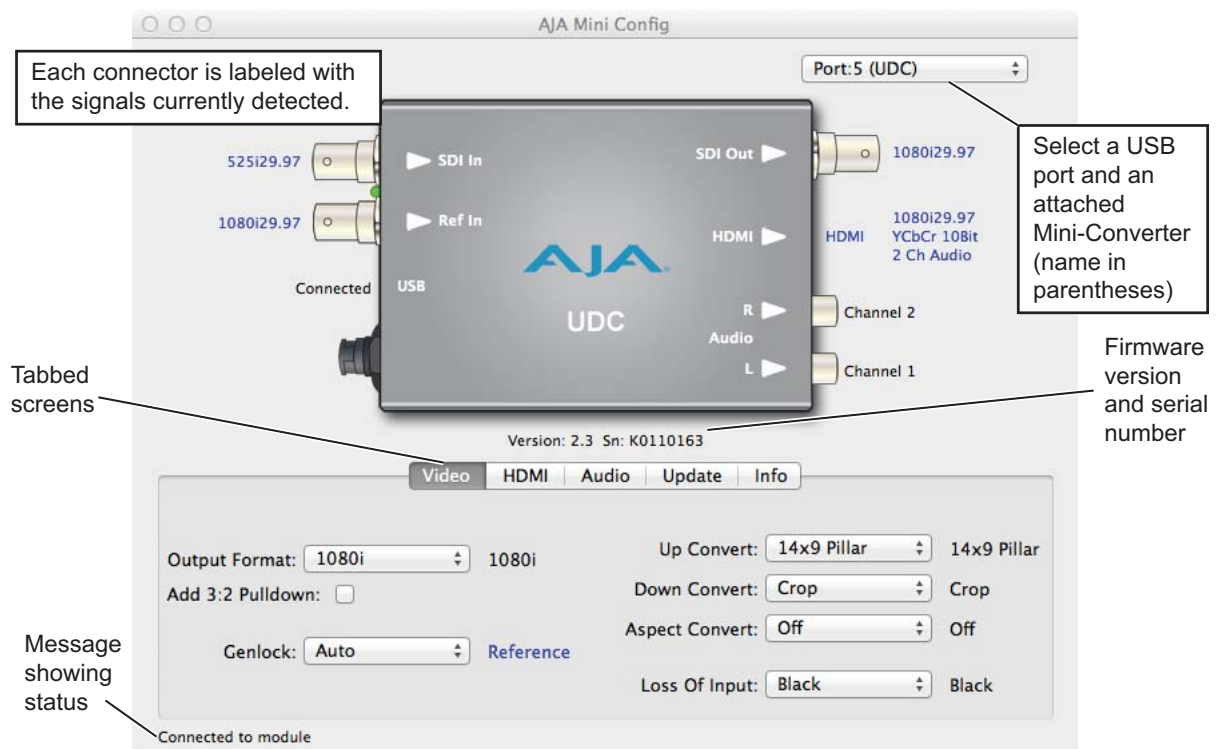 AJA Mini Config
Each connector is labeled with
the signals currently detected.
Port:5 (UDC)
Select a USB
port and an
attached
Mini-Converter
(name in
parentheses)
525i29.97
SDI In
SDI Out
1080i29.97
1080i29.97
Ref In
HDMI
HDMI
1080i29.97
YCbCr 10Bit
2 Ch Audio
AJA
Connected
USB
UDC
R
Channel 2
Audio
L
Channel 1
Tabbed
screens
Firmware
version
and serial
number
Version: 2.3 Sn: K0110163
Video HDMI Audio Update Info
Output Format: 1080i 1080i
Add 3:2 Pulldown:
Genlock: Auto Reference
Up Convert: 14x9 Pillar 14x9 Pillar
Down Convert: Crop Crop
Aspect Convert: Off Off
Loss Of Input: Black Black
Message
showing
status
Connected to module